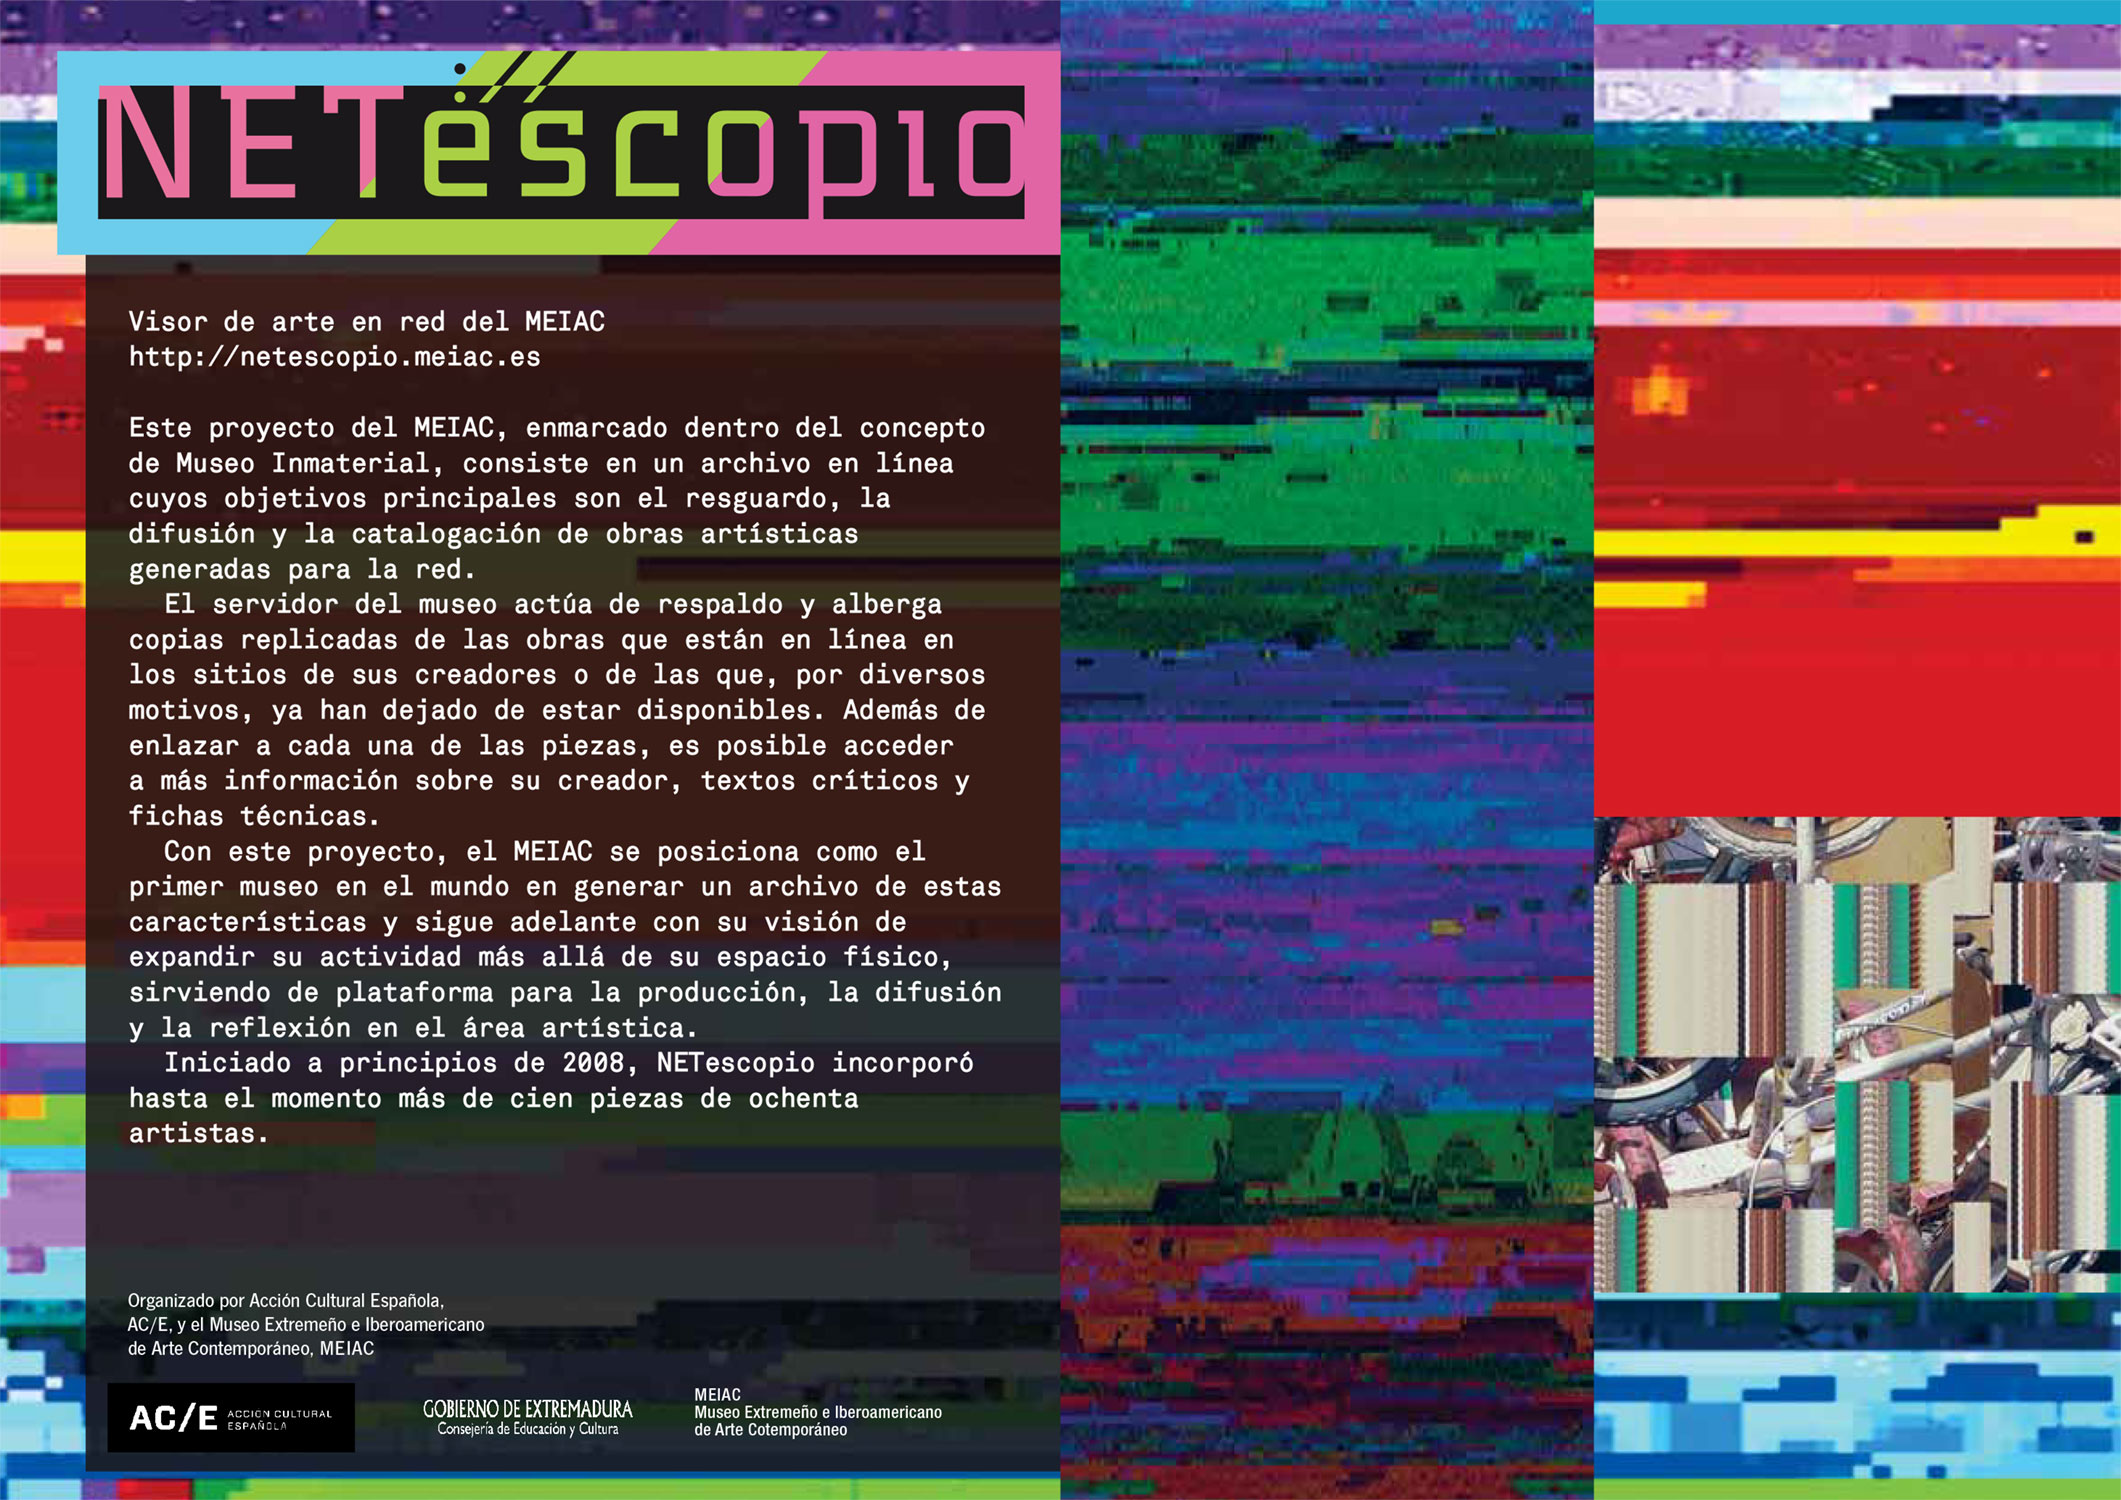 NETescopio
Visor de arte en red del MEIAC
http://netescopio.meiac.es
Este proyecto del MEIAC, enmarcado dentro del concepto
de Museo Inmaterial, consiste en un archivo en línea
cuyos objetivos principales son el resguardo, la
difusión y la catalogación de obras artísticas
generadas para la red.
El servidor del museo actúa de respaldo y alberga
copias replicadas de las obras que están en línea en
los sitios de sus creadores o de las que, por diversos
motivos, ya han dejado de estar disponibles. Además de
enlazar a cada una de las piezas, es posible acceder
a más información sobre su creador, textos críticos y
fichas técnicas.
Con este proyecto, el MEIAC se posiciona como el
primer museo en el mundo en generar un archivo de estas
características y sigue adelante con su visión de
expandir su actividad más allá de su espacio físico,
sirviendo de plataforma para la producción, la difusión
y la reflexión en el área artística.
Iniciado a principios de 2008, NETescopio incorporó
hasta el momento más de cien piezas de ochenta
artistas.
Organizado por Acción Cultural Española,
AC/E, y el Museo Extremeño e Iberoamericano
de Arte Contemporáneo, MEIAC
AC/E ACCIÓN CULTURAL
ESPAÑOLA
GOBIERNO DE EXTREMADURA
Consejería de Educación y Cultura
MEIAC
Museo Extremeño e Iberoamericano
de Arte Cotemporáneo